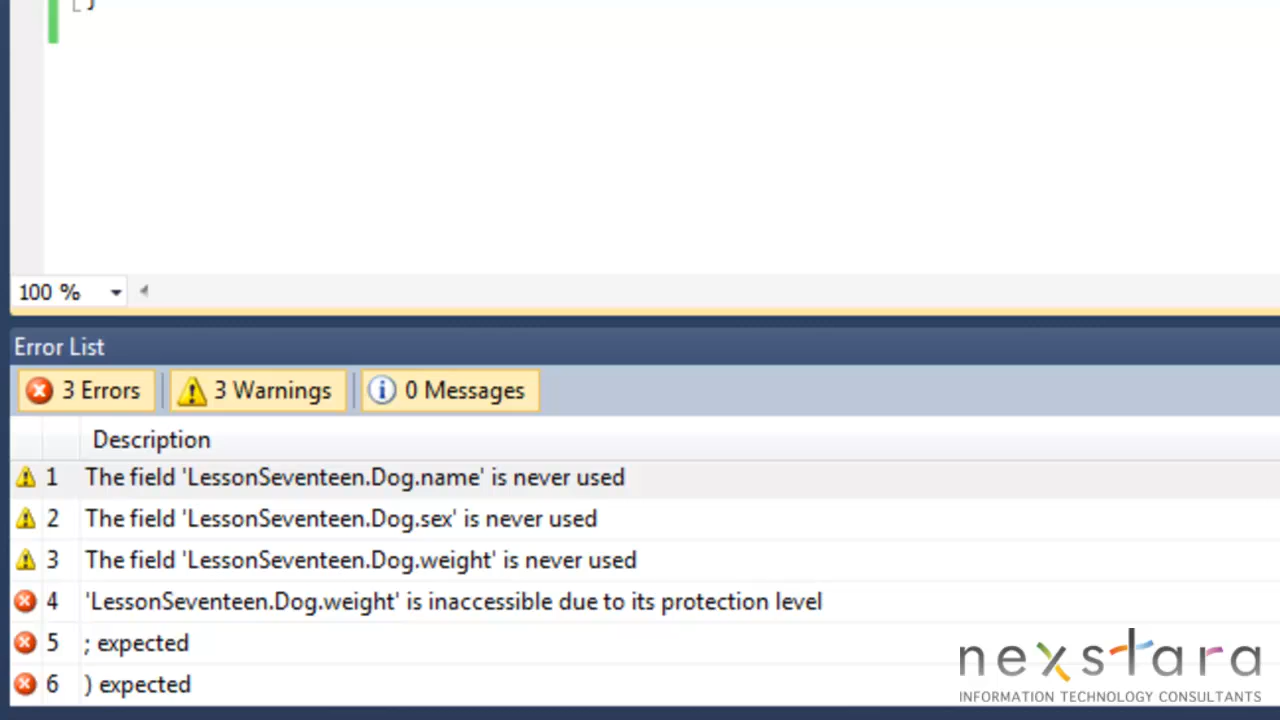 100 %
Error List
3 Errors
3 Warnings
0 Messages
Description
1 The field 'LessonSeventeen.Dog.name' is never used
2 The field 'LessonSeventeen.Dog.sex' is never used
3 The field 'LessonSeventeen.Dog.weight' is never used
4 'LessonSeventeen.Dog.weight' is inaccessible due to its protection level
5 ; expected
6 ) expected
nexstara
INFORMATION TECHNOLOGY CONSULTANTS